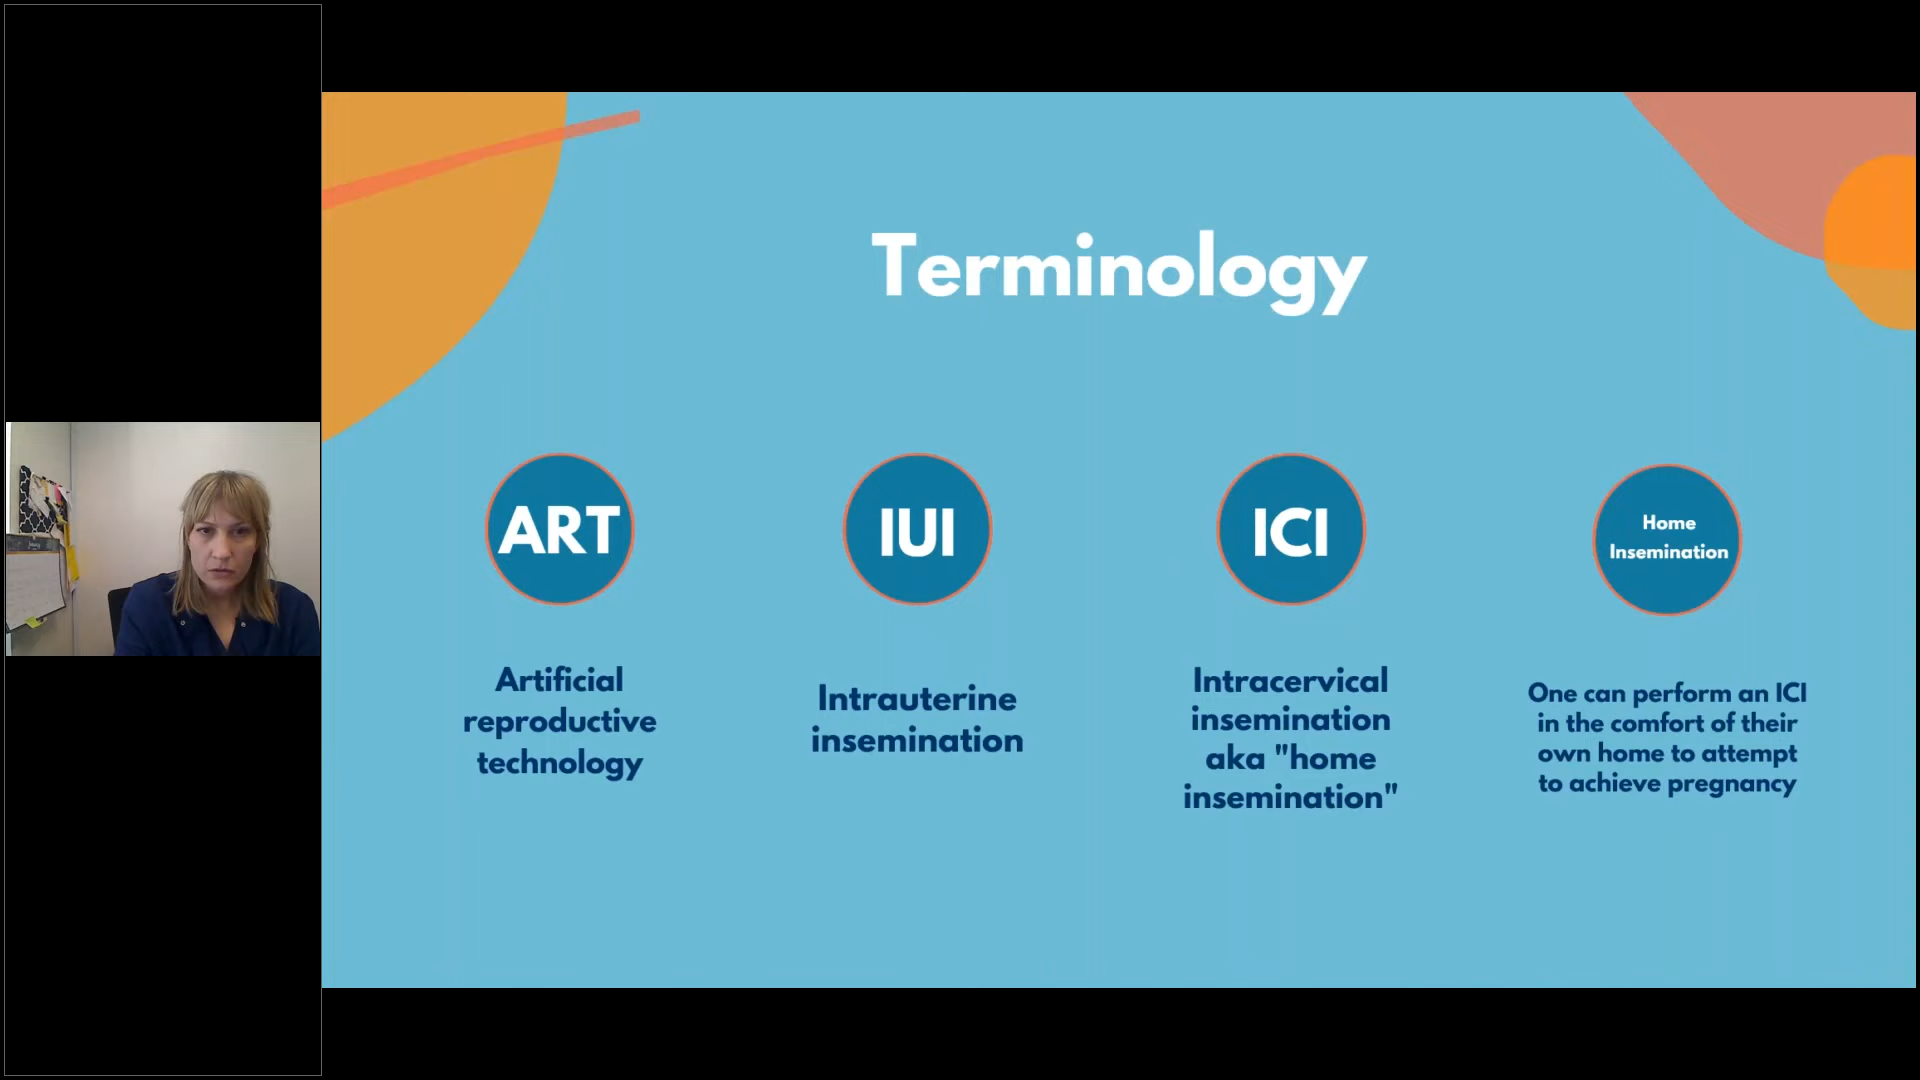 Terminology
ART
Artificial
reproductive
technology
IUI
Intrauterine
insemination
ICI
Intracervical
insemination
aka "home
insemination"
Home
Insemination
One can perform an ICI
in the comfort of their
own home to attempt
to achieve pregnancy